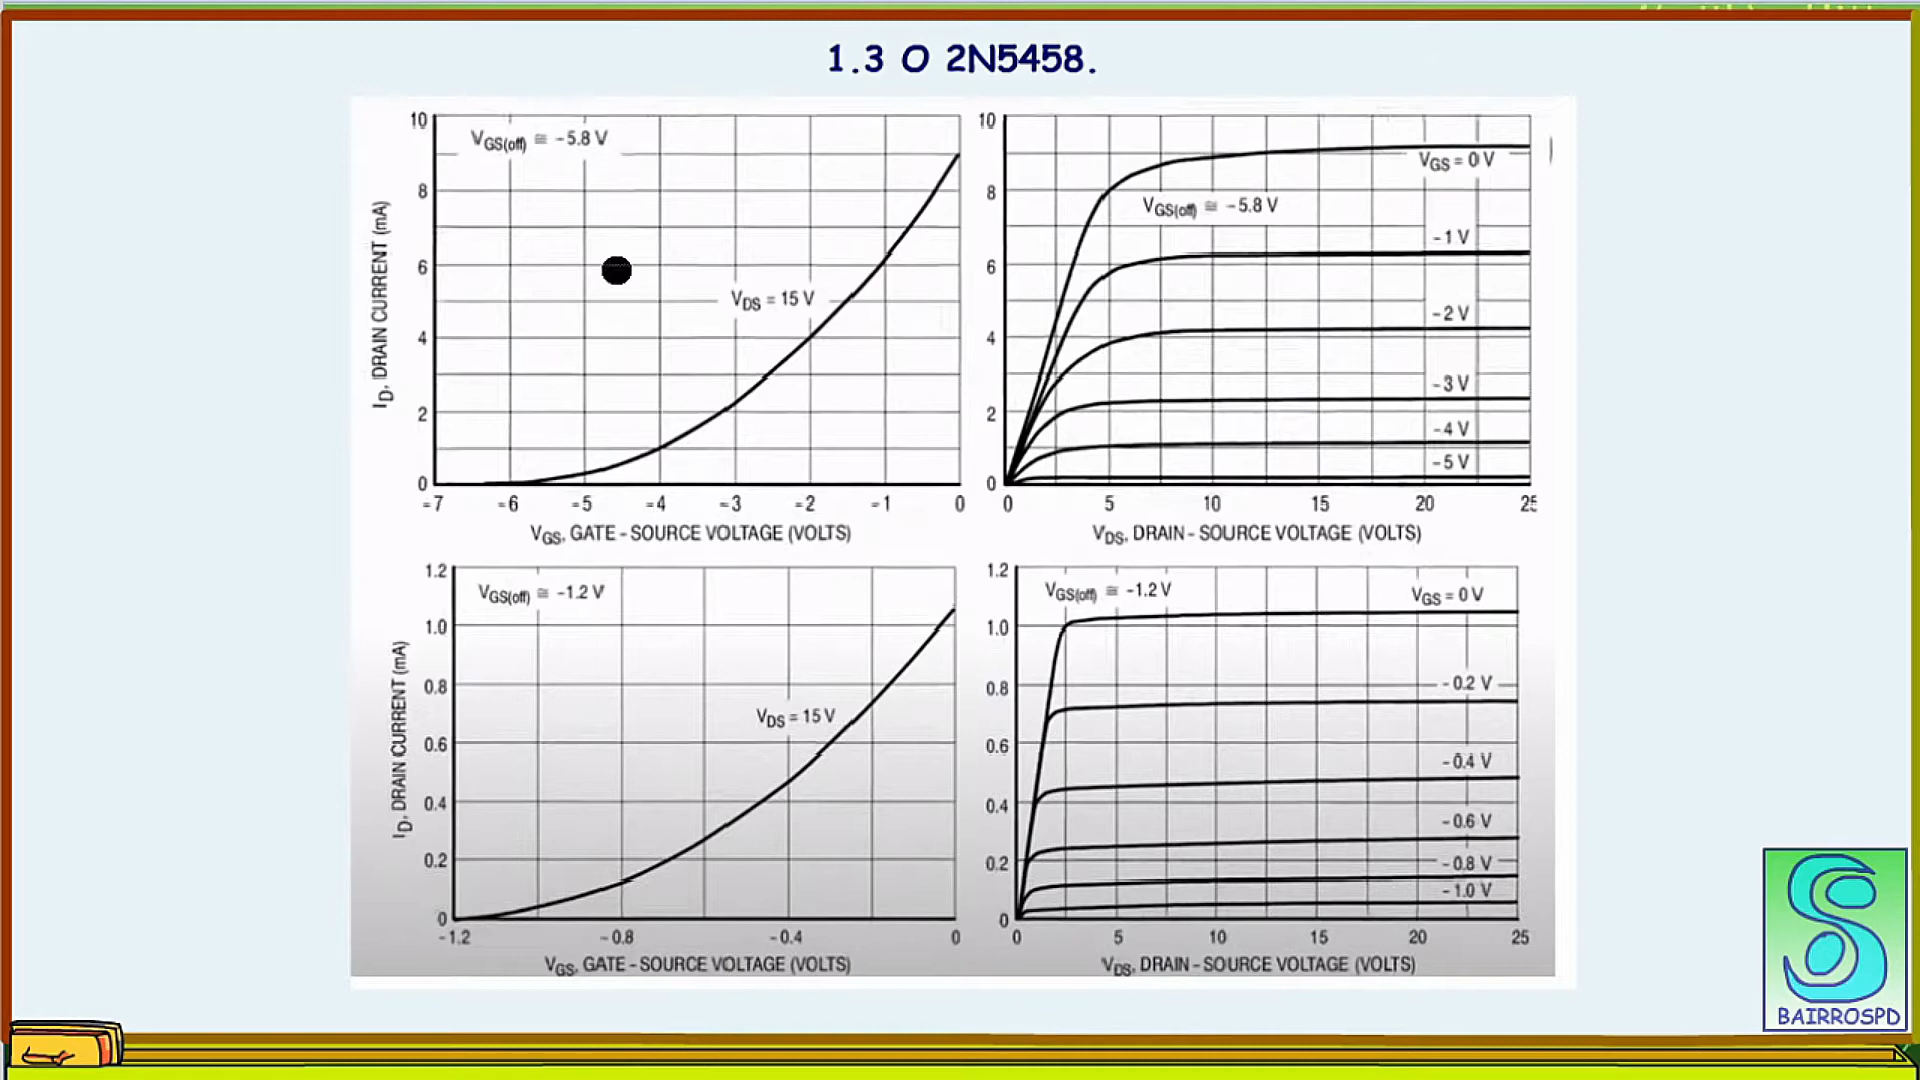 1.3 O 2N5458.
10
8
6
4
2
0
VGS(off) ≅ -5.8 V
VDS = 15 V
ID, DRAIN CURRENT (mA)
-7 -6 -5 -4 -3 -2 -1 0
VGS, GATE - SOURCE VOLTAGE (VOLTS)
10
8
6
4
2
0
VGS = 0 V
VGS(off) ≅ -5.8 V
-1 V
-2 V
-3 V
-4 V
-5 V
0 5 10 15 20 25
VDS, DRAIN - SOURCE VOLTAGE (VOLTS)
1.2
1.0
0.8
0.6
0.4
0.2
0
VGS(off) ≅ -1.2 V
VDS = 15 V
ID, DRAIN CURRENT (mA)
-1.2 -0.8 -0.4 0
VGS, GATE - SOURCE VOLTAGE (VOLTS)
1.2
1.0
0.8
0.6
0.4
0.2
0
VGS(off) ≅ -1.2 V
VGS = 0 V
-0.2 V
-0.4 V
-0.6 V
-0.8 V
-1.0 V
0 5 10 15 20 25
VDS, DRAIN - SOURCE VOLTAGE (VOLTS)
BAIRROSPD